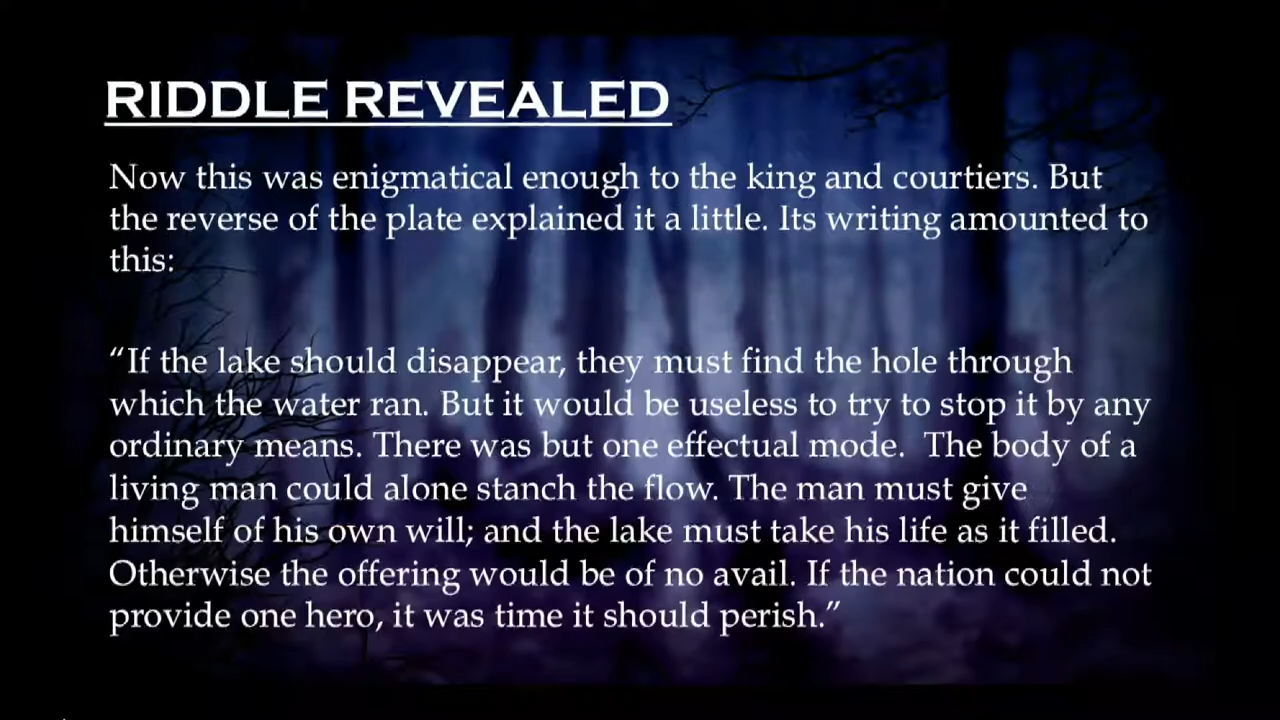 RIDDLE REVEALED
Now this was enigmatical enough to the king and courtiers. But
the reverse of the plate explained it a little. Its writing amounted to
this:
“If the lake should disappear, they must find the hole through
which the water ran. But it would be useless to try to stop it by any
ordinary means. There was but one effectual mode.  The body of a
living man could alone stanch the flow. The man must give
himself of his own will; and the lake must take his life as it filled.
Otherwise the offering would be of no avail. If the nation could not
provide one hero, it was time it should perish.”